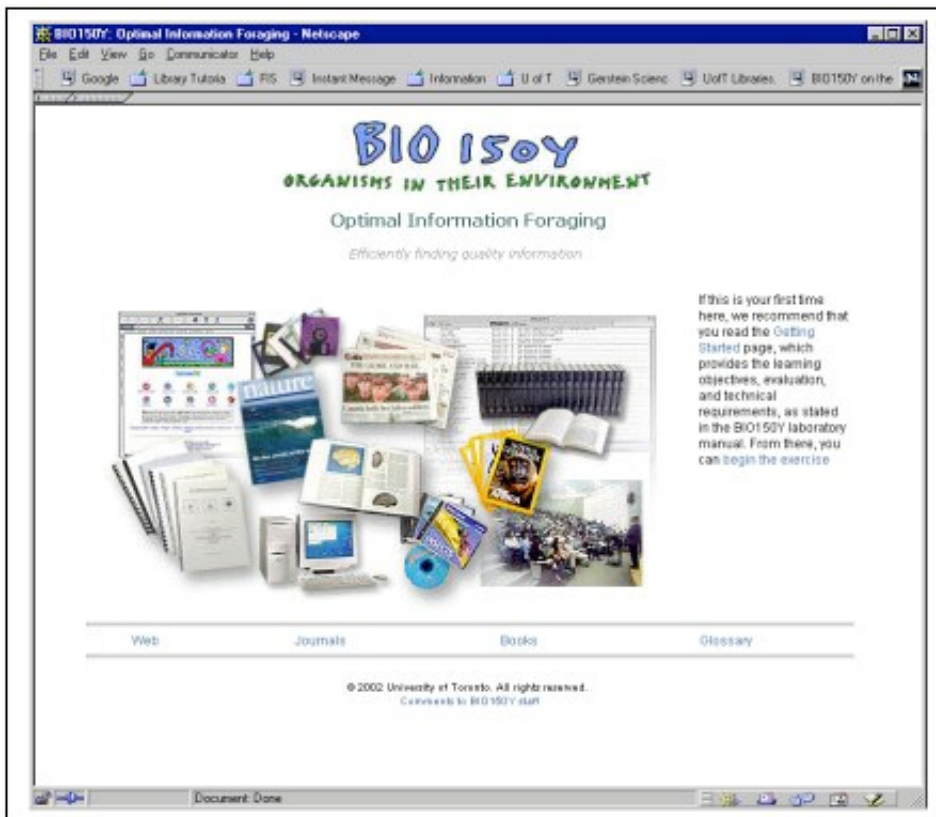 BIO150Y: Optimal Information Foraging - Netscape
File Edit View Go Communicator Help
Google Library Tutoria FIS Instant Message Information U of T Gerstein Scienc UofT Libraries. BIO150Y on the
BIO 150Y
ORGANISMS IN THEIR ENVIRONMENT
Optimal Information Foraging
Efficiently finding quality information
If this is your first time
here, we recommend that
you read the Getting
Started page, which
provides the learning
objectives, evaluation,
and technical
requirements, as stated
in the BIO150Y laboratory
manual. From there, you
can begin the exercise
nature
THE GLOBE AND MAIL
AFRICA
Web Journals Books Glossary
© 2002 University of Toronto. All rights reserved.
Comments to BIO150Y staff
Document: Done